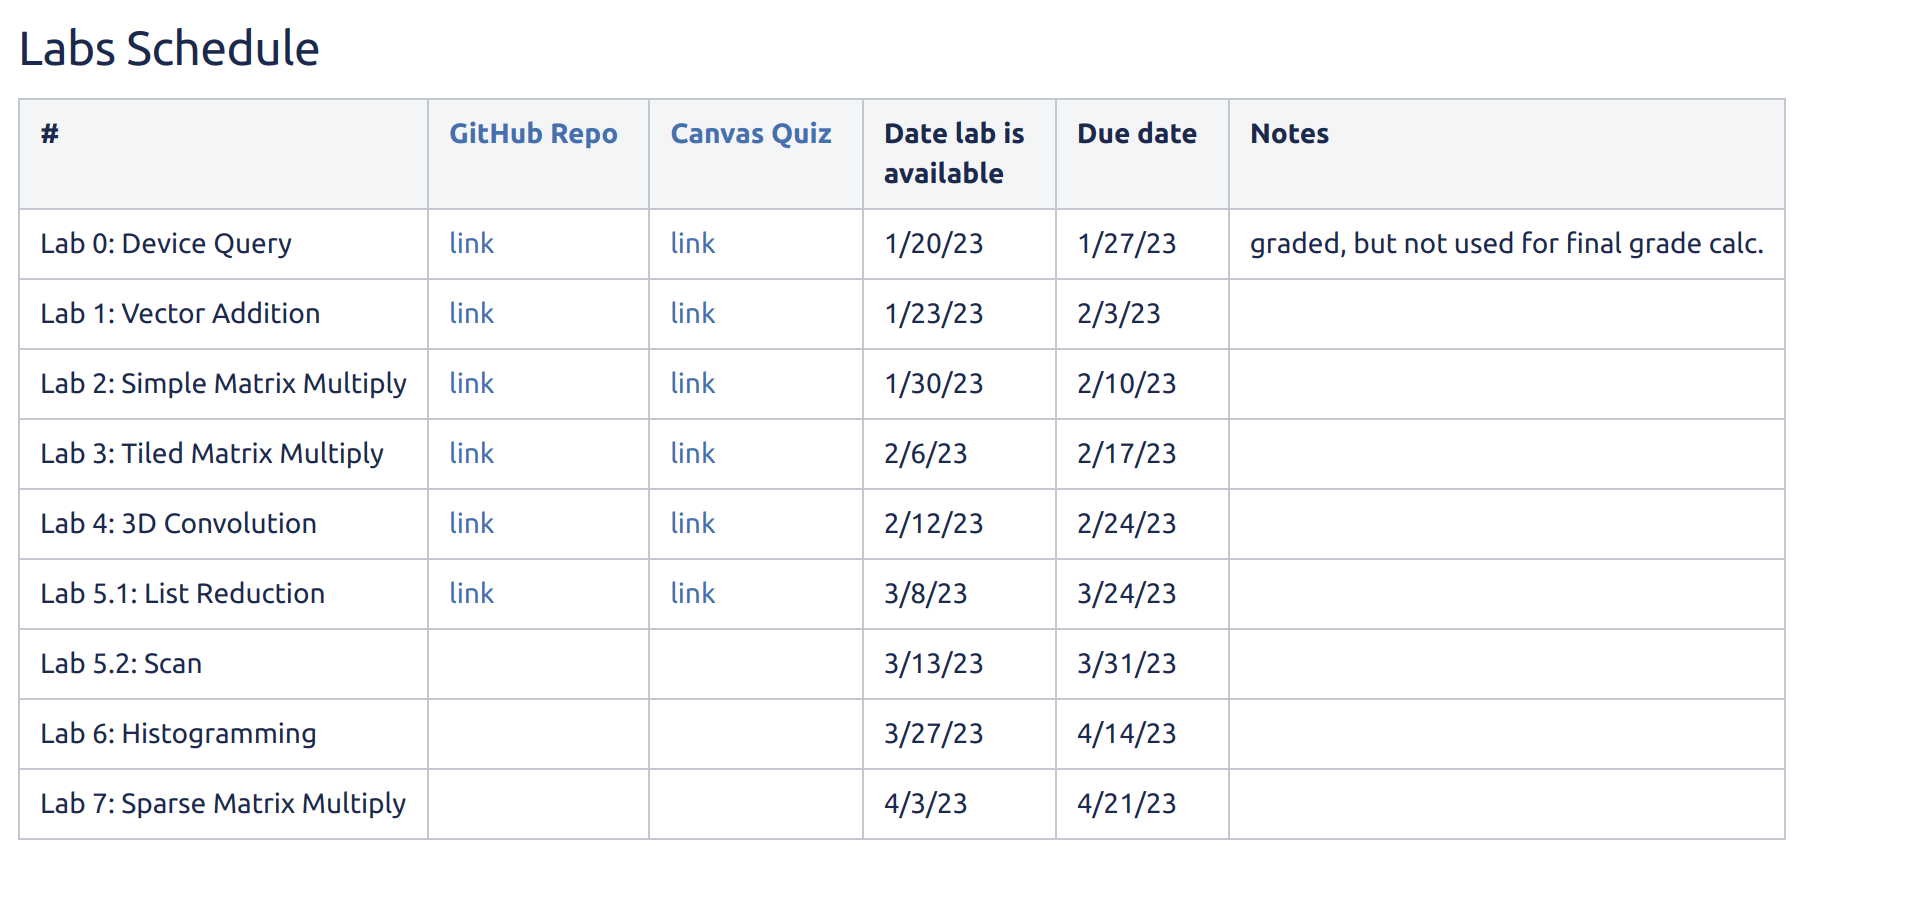 Labs Schedule
# GitHub Repo Canvas Quiz Date lab is available Due date Notes
Lab 0: Device Query link link 1/20/23 1/27/23 graded, but not used for final grade calc.
Lab 1: Vector Addition link link 1/23/23 2/3/23
Lab 2: Simple Matrix Multiply link link 1/30/23 2/10/23
Lab 3: Tiled Matrix Multiply link link 2/6/23 2/17/23
Lab 4: 3D Convolution link link 2/12/23 2/24/23
Lab 5.1: List Reduction link link 3/8/23 3/24/23
Lab 5.2: Scan 3/13/23 3/31/23
Lab 6: Histogramming 3/27/23 4/14/23
Lab 7: Sparse Matrix Multiply 4/3/23 4/21/23